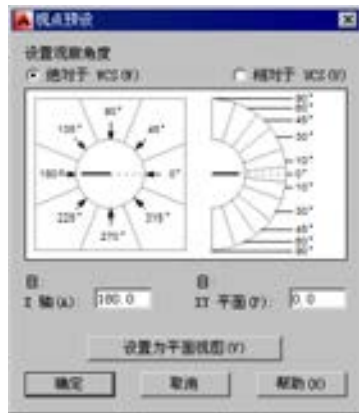 视点预设
设置观察角度
绝对于 WCS(W)
相对于 UCS(U)
90°
135°
45°
180°
0°
225°
315°
270°
90°
60°
45°
30°
10°
0°
10°
30°
45°
60°
90°
自:
X 轴(A): 180.0
自:
XY 平面(P): 0.0
设置为平面视图(V)
确定
取消
帮助(H)